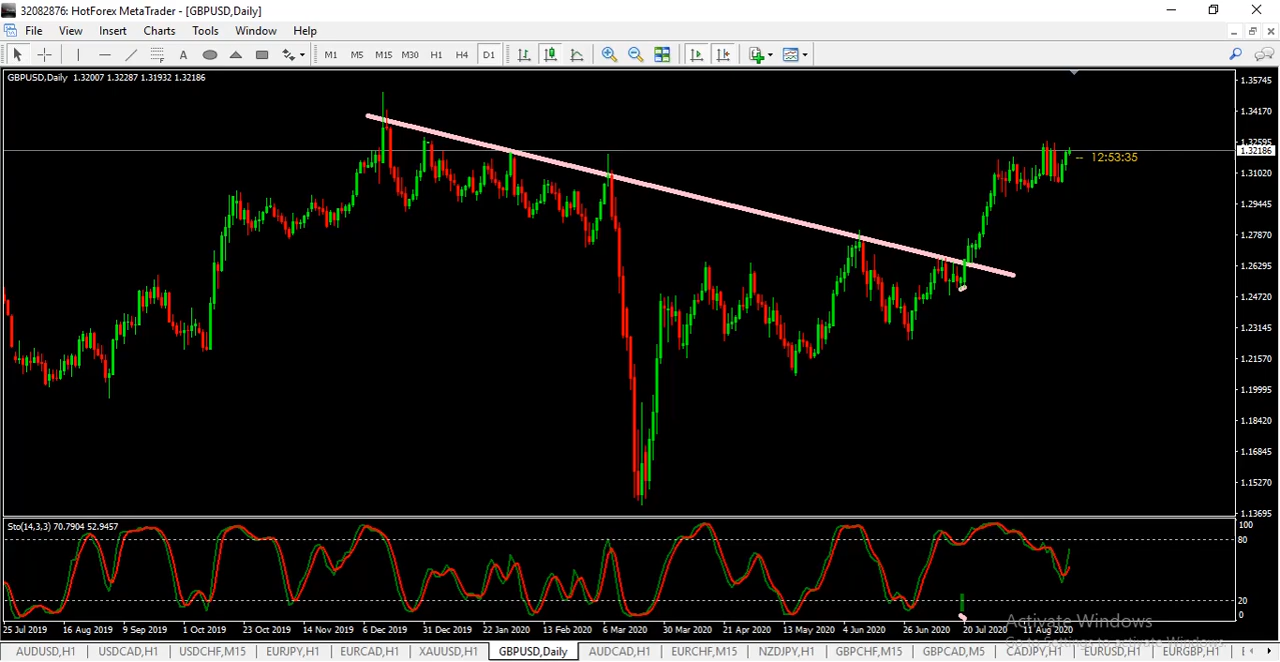 32082876: HotForex MetaTrader - [GBPUSD,Daily]
File View Insert Charts Tools Window Help
A F M1 M5 M15 M30 H1 H4 D1
GBPUSD,Daily 1.32007 1.32287 1.31932 1.32186
1.35745
1.34170
1.32595
1.32186
-- 12:53:35
1.31020
1.29445
1.27870
1.26295
1.24720
1.23145
1.21570
1.19995
1.18420
1.16845
1.15270
1.13695
Sto(14,3,3) 70.7904 52.9457
100
80
20
0
Activate Windows
25 Jul 2019 16 Aug 2019 9 Sep 2019 1 Oct 2019 23 Oct 2019 14 Nov 2019 6 Dec 2019 31 Dec 2019 22 Jan 2020 13 Feb 2020 6 Mar 2020 30 Mar 2020 21 Apr 2020 13 May 2020 4 Jun 2020 26 Jun 2020 20 Jul 2020 11 Aug 2020
Go to Settings to activate Windows.
AUDUSD,H1 USDCAD,H1 USDCHF,M15 EURJPY,H1 EURCAD,H1 XAUUSD,H1 GBPUSD,Daily AUDCAD,H1 EURCHF,M15 NZDJPY,H1 GBPCHF,M15 GBPCAD,M5 CADJPY,H1 EURUSD,H1 EURGBP,H1